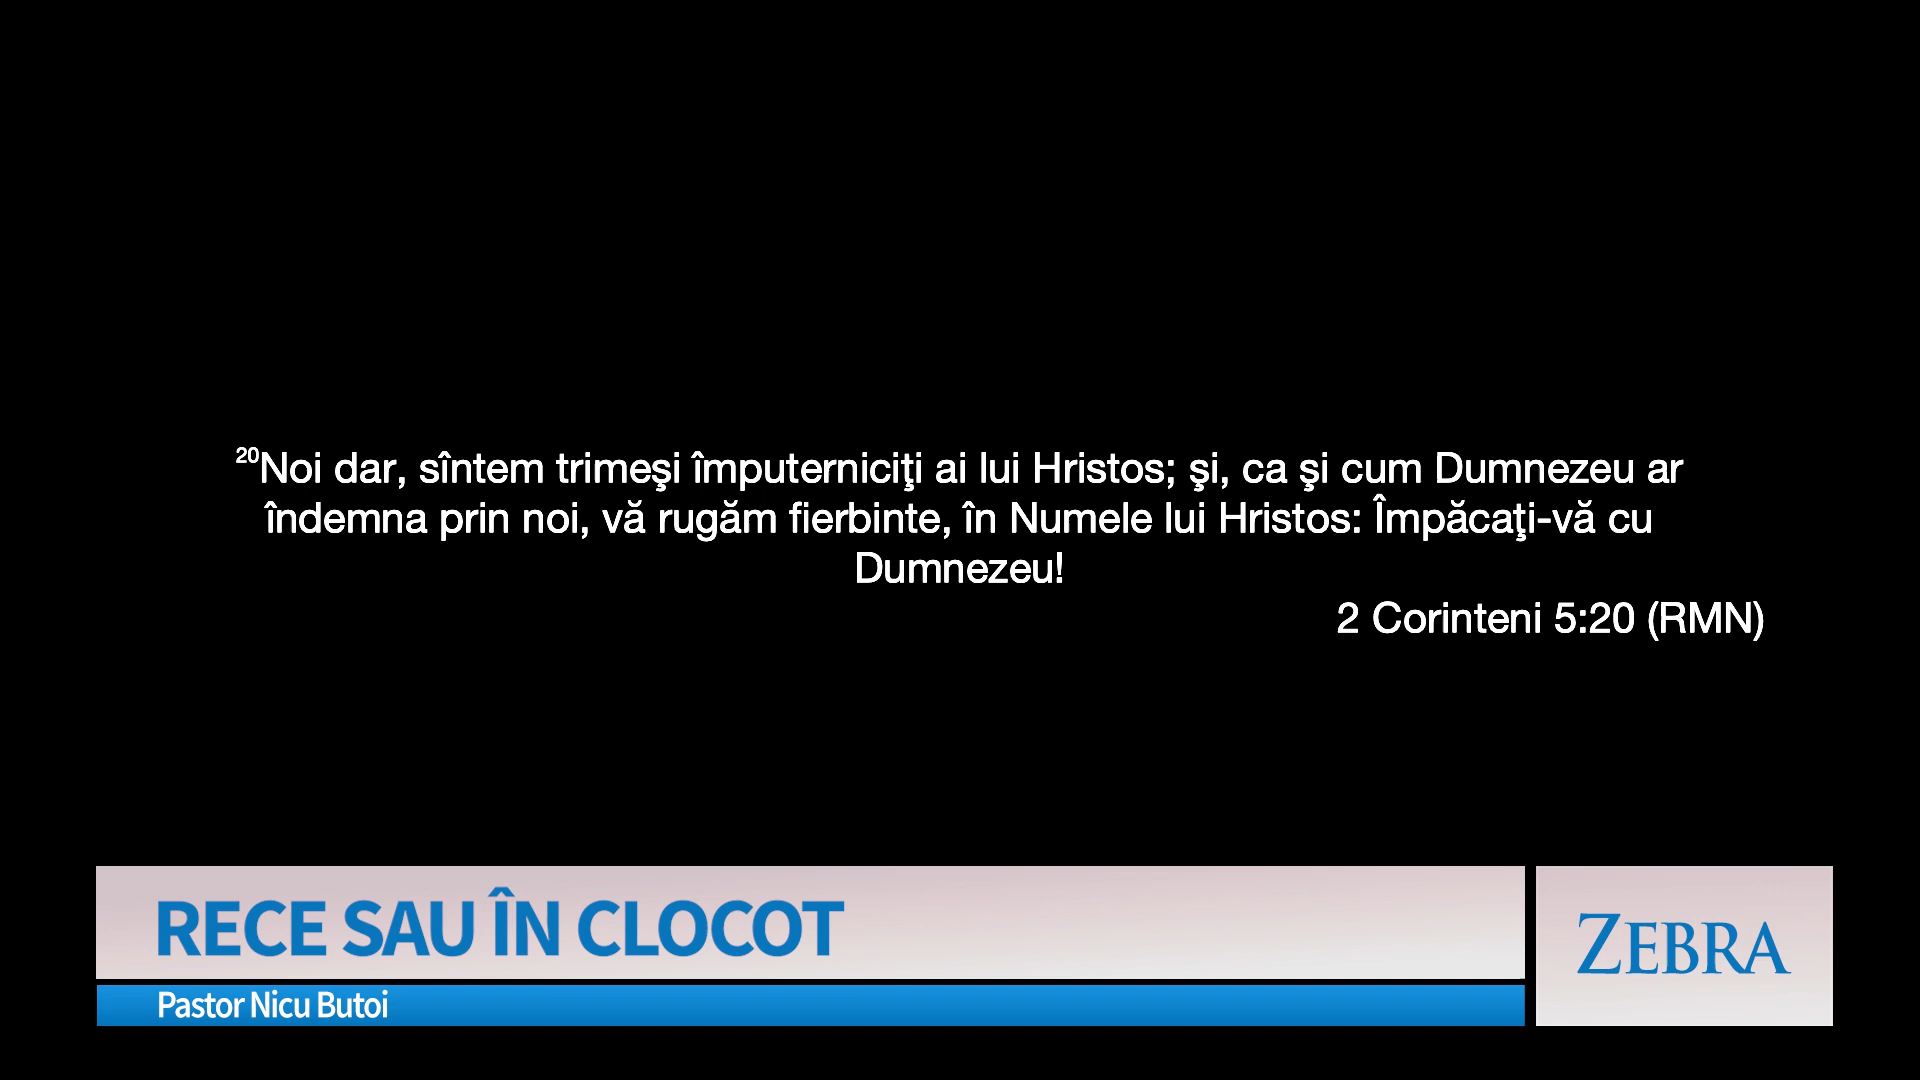 20Noi dar, sîntem trimeşi împuterniciţi ai lui Hristos; şi, ca şi cum Dumnezeu ar
îndemna prin noi, vă rugăm fierbinte, în Numele lui Hristos: Împăcaţi-vă cu
Dumnezeu!
2 Corinteni 5:20 (RMN)
RECE SAU ÎN CLOCOT
Pastor Nicu Butoi
ZEBRA